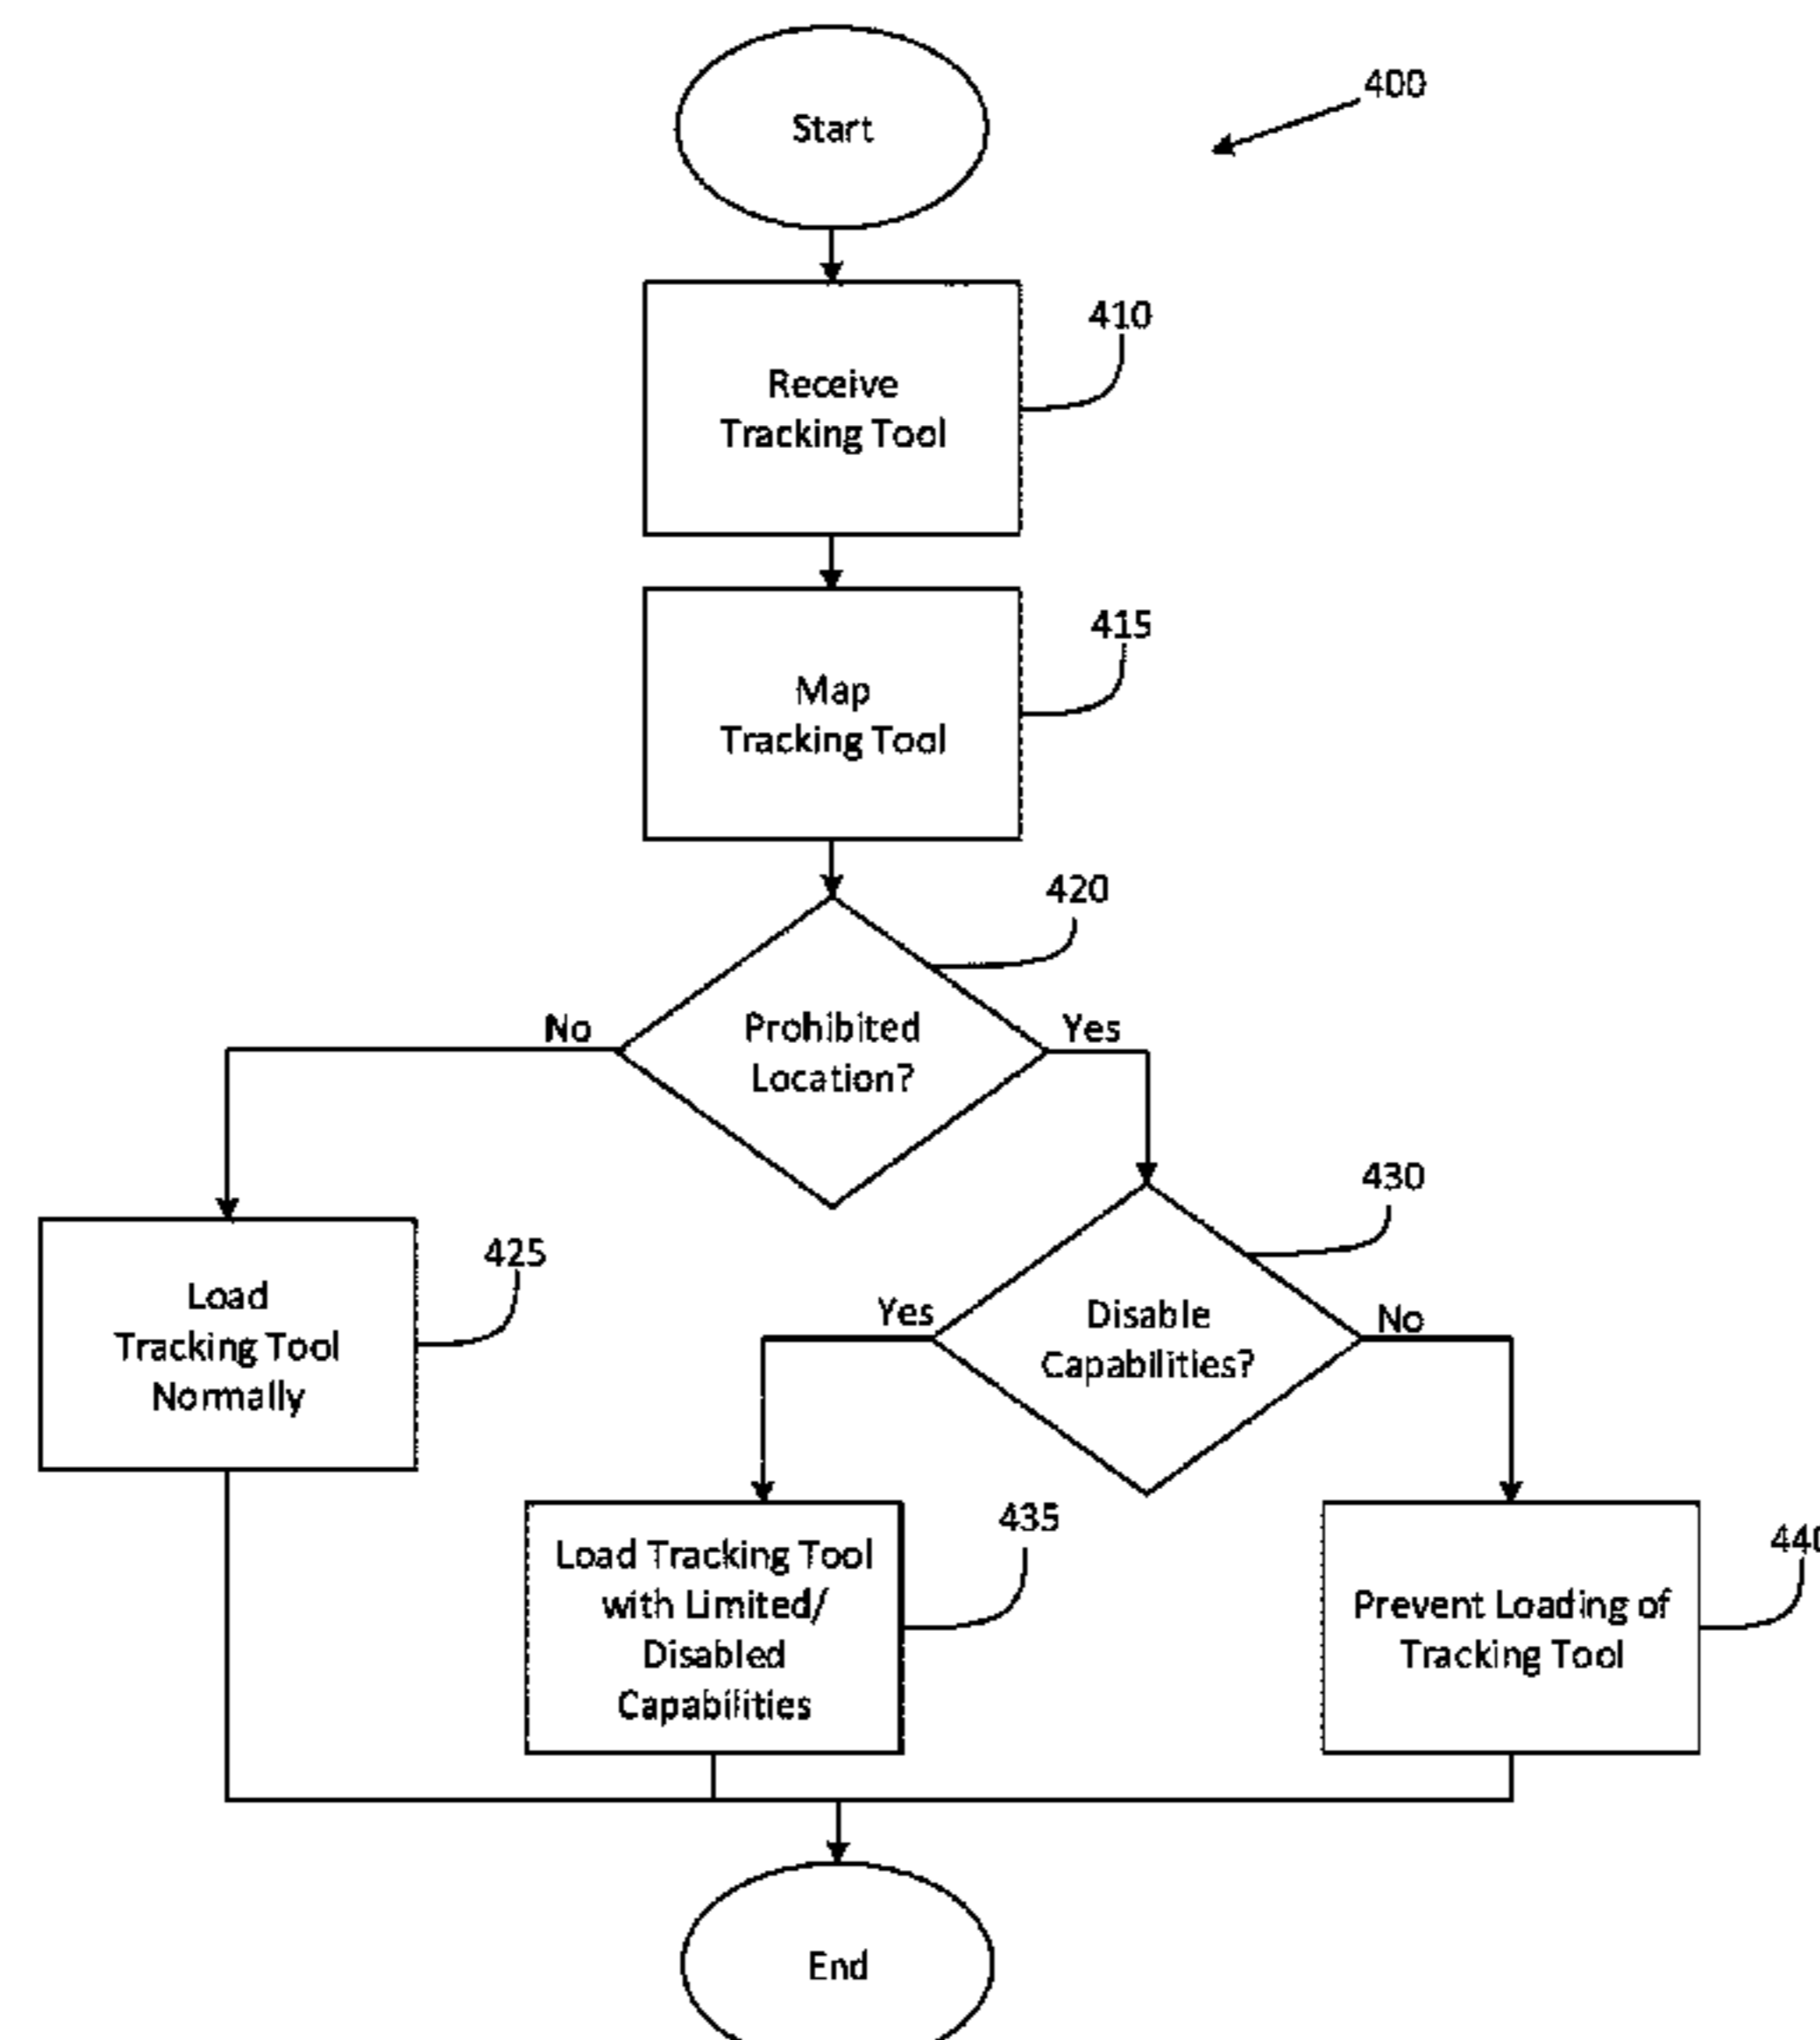 Start
400
Receive
Tracking Tool
410
Map
Tracking Tool
415
420
No
Prohibited
Location?
Yes
430
Load
Tracking Tool
Normally
425
Yes
Disable
Capabilities?
No
Load Tracking Tool
with Limited/
Disabled
Capabilities
435
Prevent Loading of
Tracking Tool
440
End